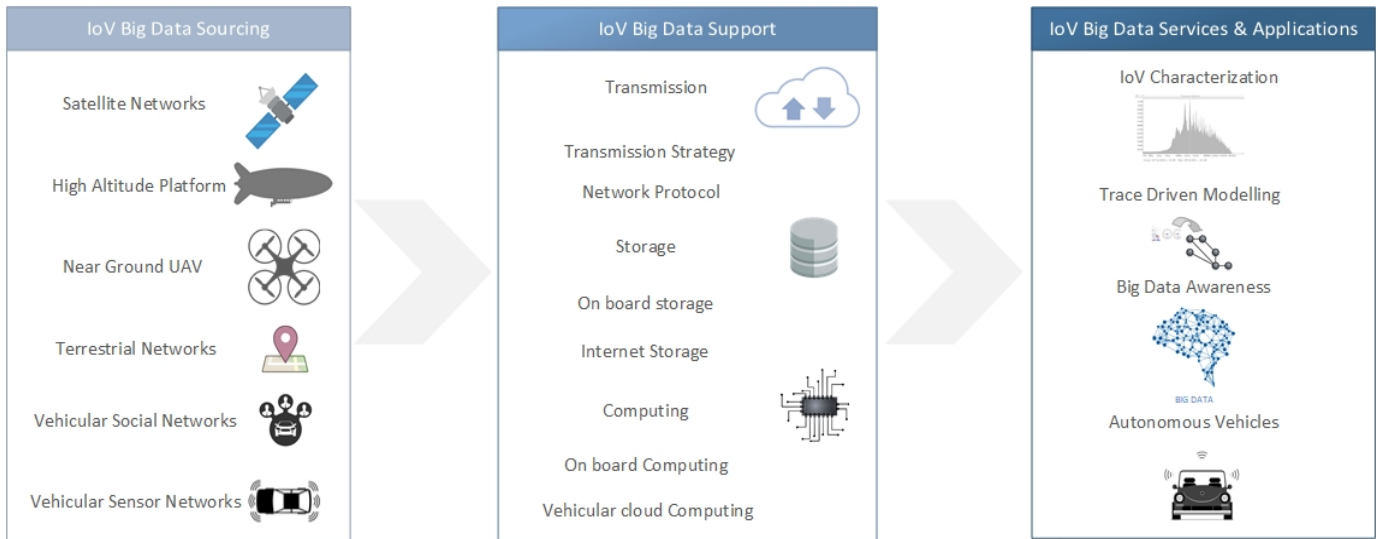 IoV Big Data Sourcing
Satellite Networks
High Altitude Platform
Near Ground UAV
Terrestrial Networks
Vehicular Social Networks
Vehicular Sensor Networks
IoV Big Data Support
Transmission
Transmission Strategy
Network Protocol
Storage
On board storage
Internet Storage
Computing
On board Computing
Vehicular cloud Computing
IoV Big Data Services & Applications
IoV Characterization
Trace Driven Modelling
Big Data Awareness
BIG DATA
Autonomous Vehicles